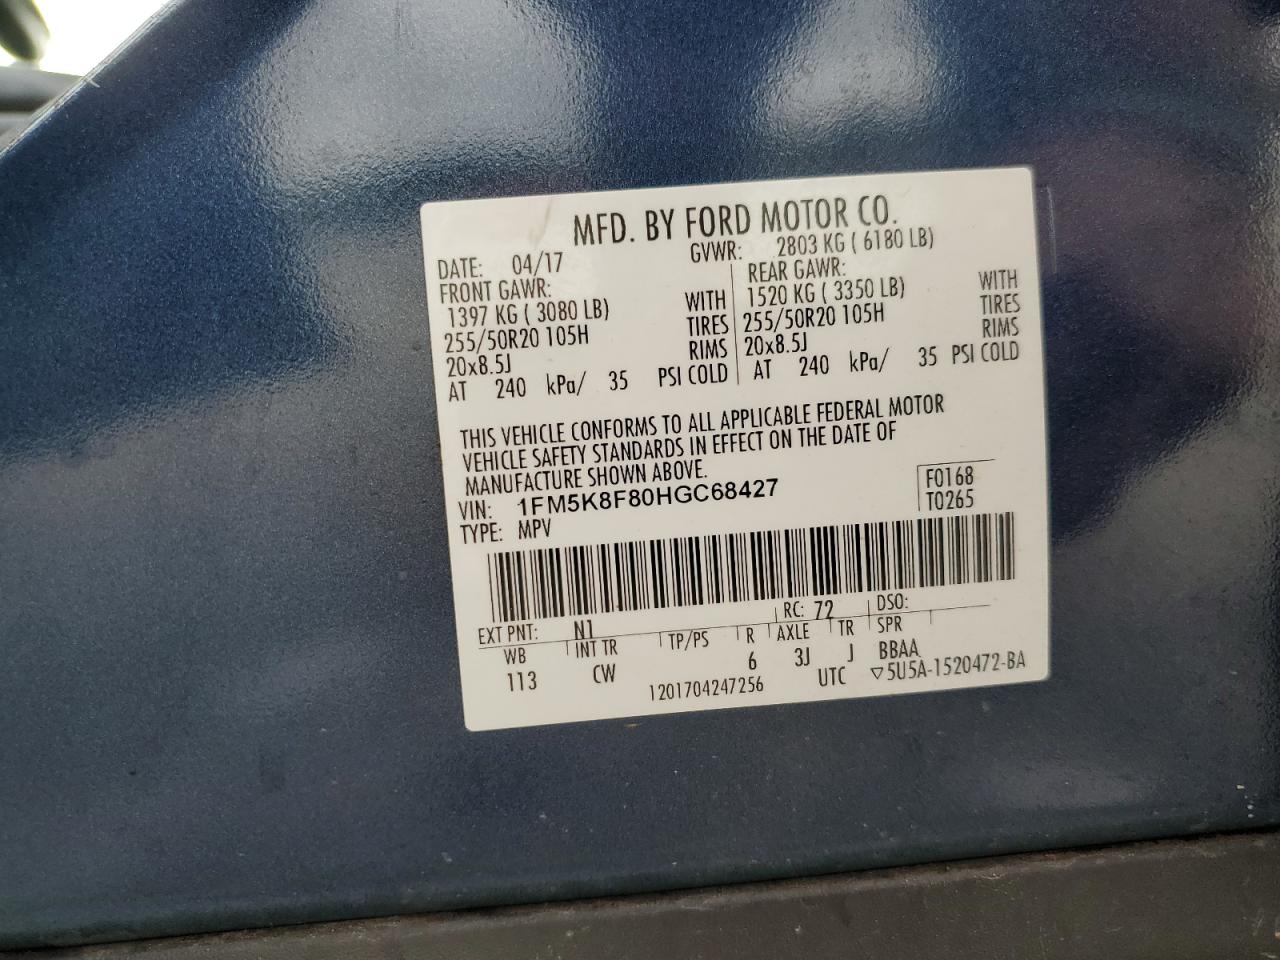 MFD. BY FORD MOTOR CO.
DATE: 04/17 GVWR: 2803 KG ( 6180 LB)
FRONT GAWR: REAR GAWR:
1397 KG ( 3080 LB) WITH 1520 KG ( 3350 LB) WITH
255/50R20 105H TIRES 255/50R20 105H TIRES
20x8.5J RIMS 20x8.5J RIMS
AT 240 kPa/ 35 PSI COLD AT 240 kPa/ 35 PSI COLD
THIS VEHICLE CONFORMS TO ALL APPLICABLE FEDERAL MOTOR
VEHICLE SAFETY STANDARDS IN EFFECT ON THE DATE OF
MANUFACTURE SHOWN ABOVE.
VIN: 1FM5K8F80HGC68427 F0168
TYPE: MPV T0265
EXT PNT: N1 RC: 72 DSO:
WB INT TR TP/PS R AXLE TR SPR
113 CW 6 3J J BBAA
1201704247256 UTC ▽5U5A-1520472-BA